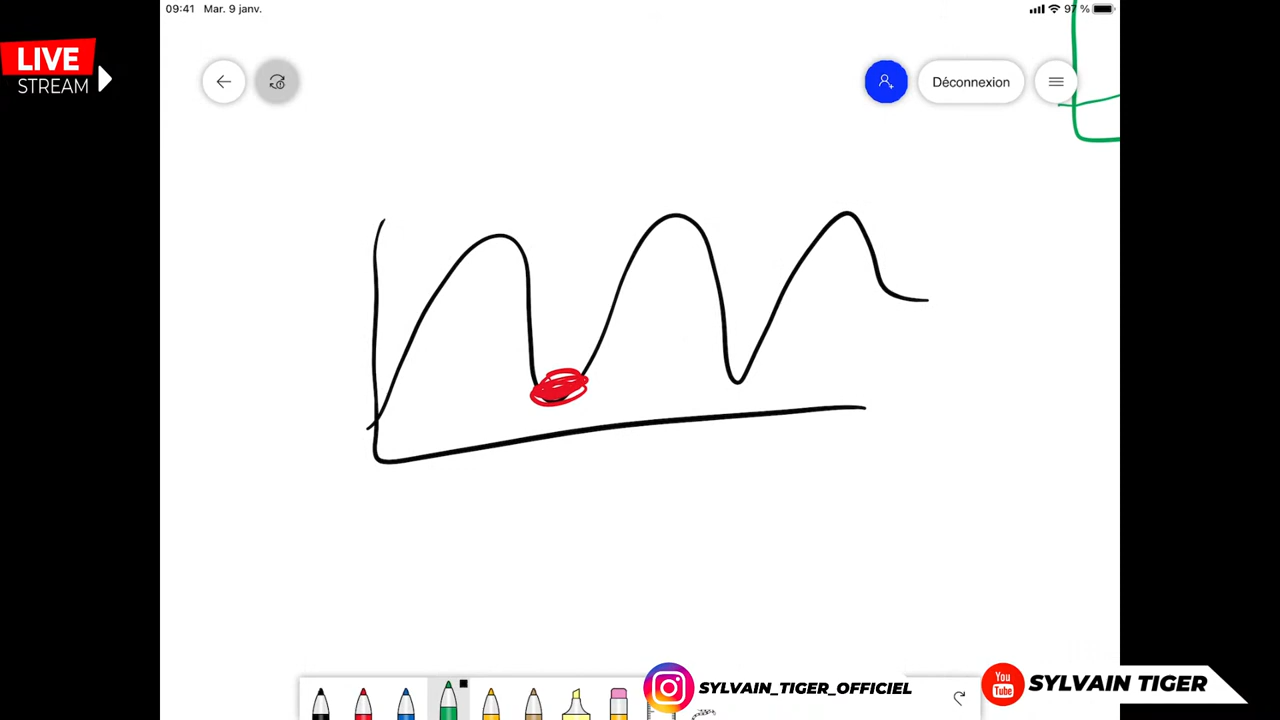 09:41 Mar. 9 janv.
97 %
LIVE
STREAM
Déconnexion
SYLVAIN_TIGER_OFFICIEL
You
Tube
SYLVAIN TIGER